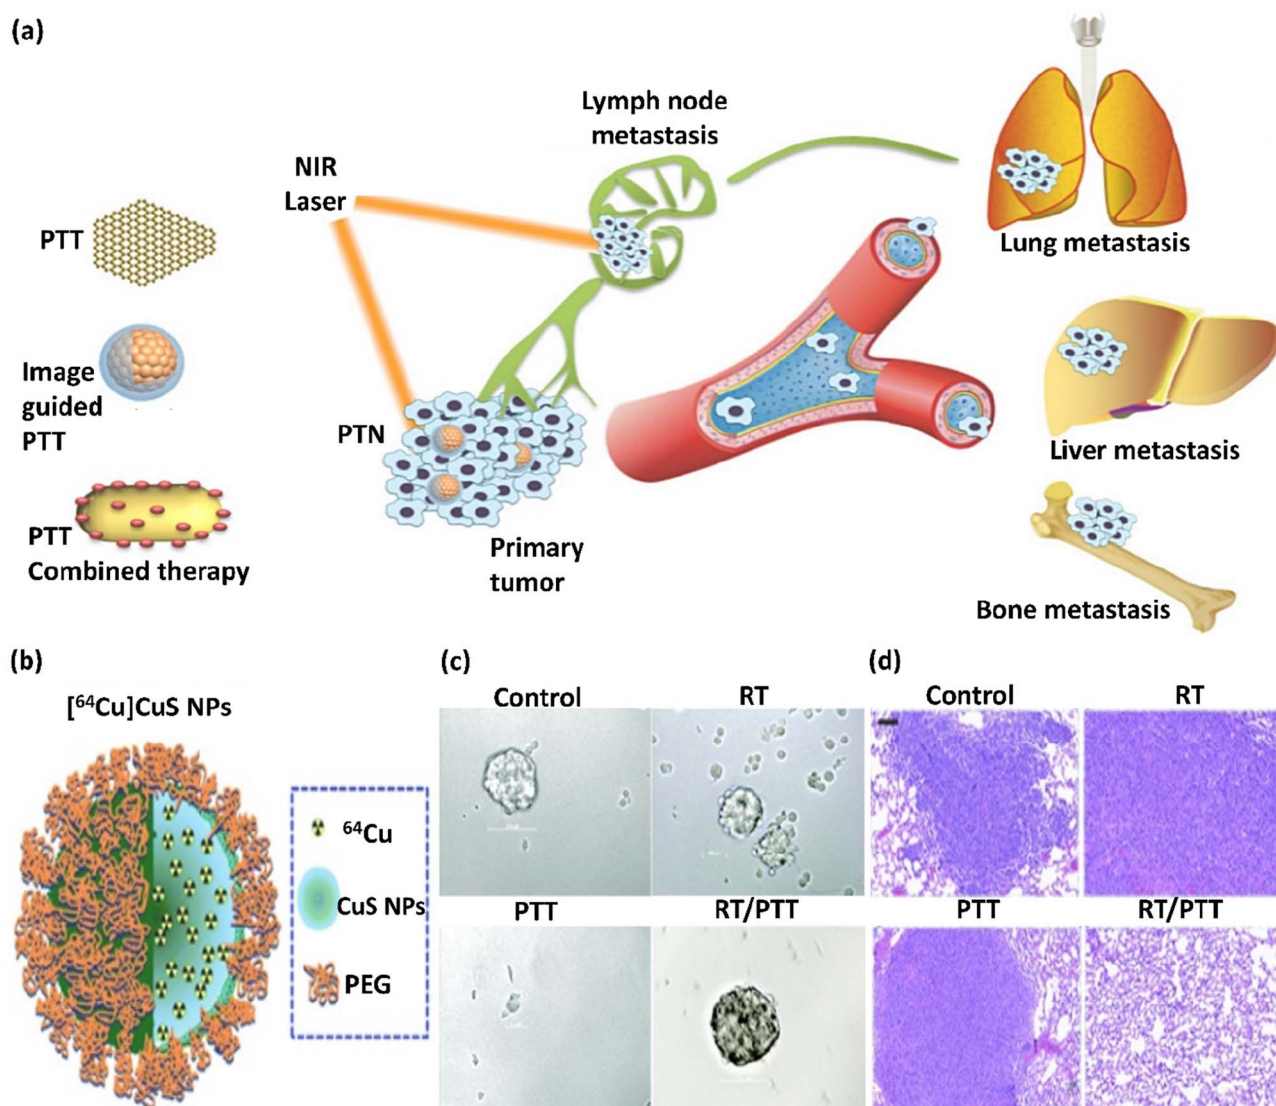 (a)
Lymph node
metastasis
NIR
Laser
PTT
Lung metastasis
Image
guided
PTT
PTN
Liver metastasis
PTT
Combined therapy
Primary
tumor
Bone metastasis
(b)
[⁶⁴Cu]CuS NPs
⁶⁴Cu
CuS NPs
PEG
(c)
Control
RT
PTT
RT/PTT
(d)
Control
RT
PTT
RT/PTT